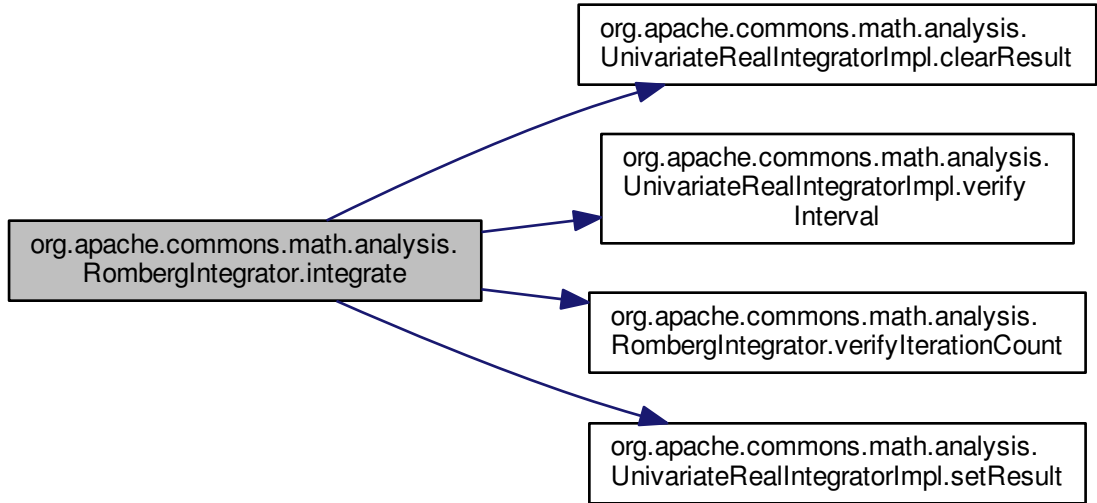 org.apache.commons.math.analysis.
UnivariateRealIntegratorImpl.clearResult
org.apache.commons.math.analysis.
UnivariateRealIntegratorImpl.verify
Interval
org.apache.commons.math.analysis.
RombergIntegrator.integrate
org.apache.commons.math.analysis.
RombergIntegrator.verifyIterationCount
org.apache.commons.math.analysis.
UnivariateRealIntegratorImpl.setResult